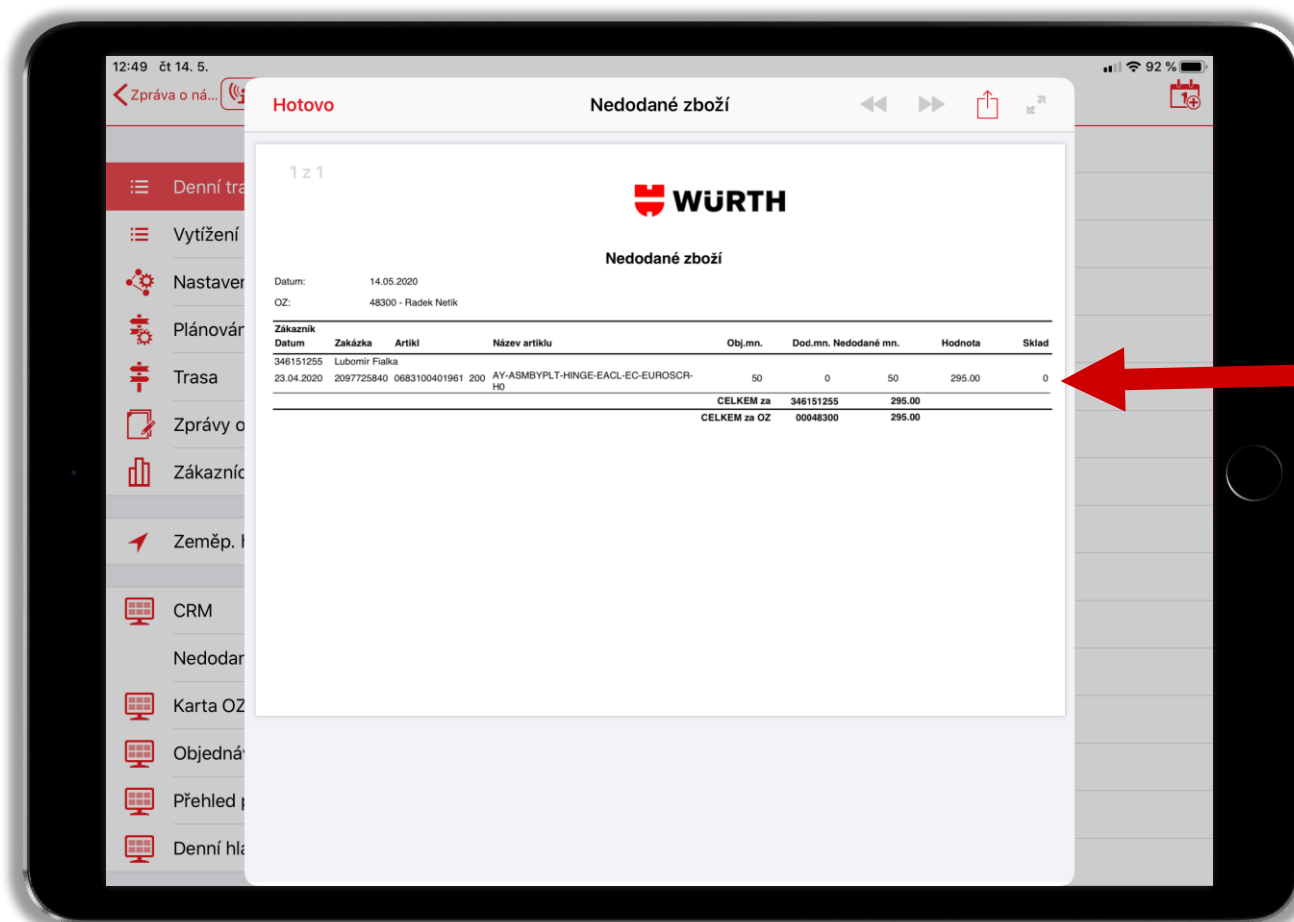 12:49 čt 14. 5.
92 %
Zpráva o ná...
1
Hotovo
Nedodané zboží
Denní tra
Vytížení
Nastaven
Plánován
Trasa
Zprávy o
Zákazníc
Zeměp. h
CRM
Nedodan
Karta OZ
Objednáv
Přehled p
Denní hla
1 z 1
WÜRTH
Nedodané zboží
Datum: 14.05.2020
OZ: 48300 - Radek Netík
Zákazník
Datum Zakázka Artikl Název artiklu Obj.mn. Dod.mn. Nedodané mn. Hodnota Sklad
346151255 Lubomír Fialka
23.04.2020 2097725840 0683100401961 200 AY-ASMBYPLT-HINGE-EACL-EC-EUROSCR- 50 0 50 295.00 0
H0
CELKEM za 346151255 295.00
CELKEM za OZ 00048300 295.00